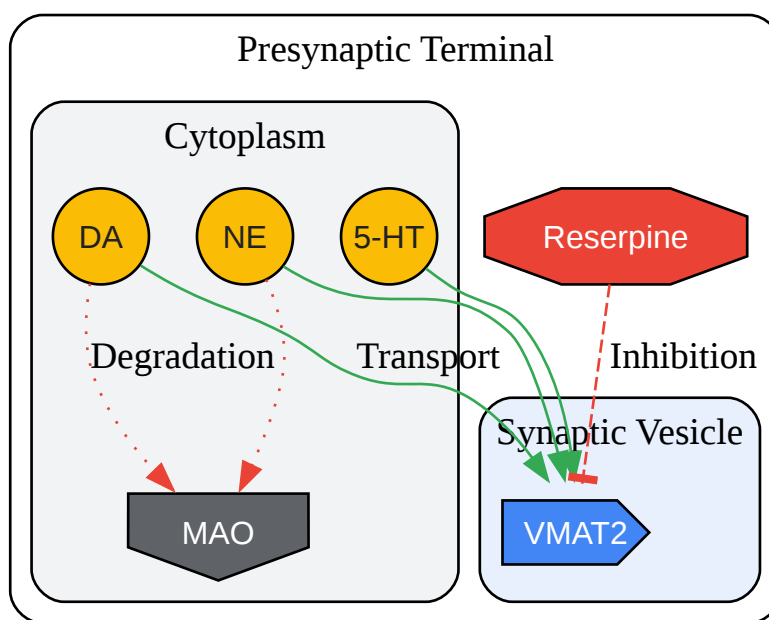 Presynaptic Terminal
Cytoplasm
DA
NE
5-HT
Reserpine
Degradation
Transport
Inhibition
Synaptic Vesicle
MAO
VMAT2